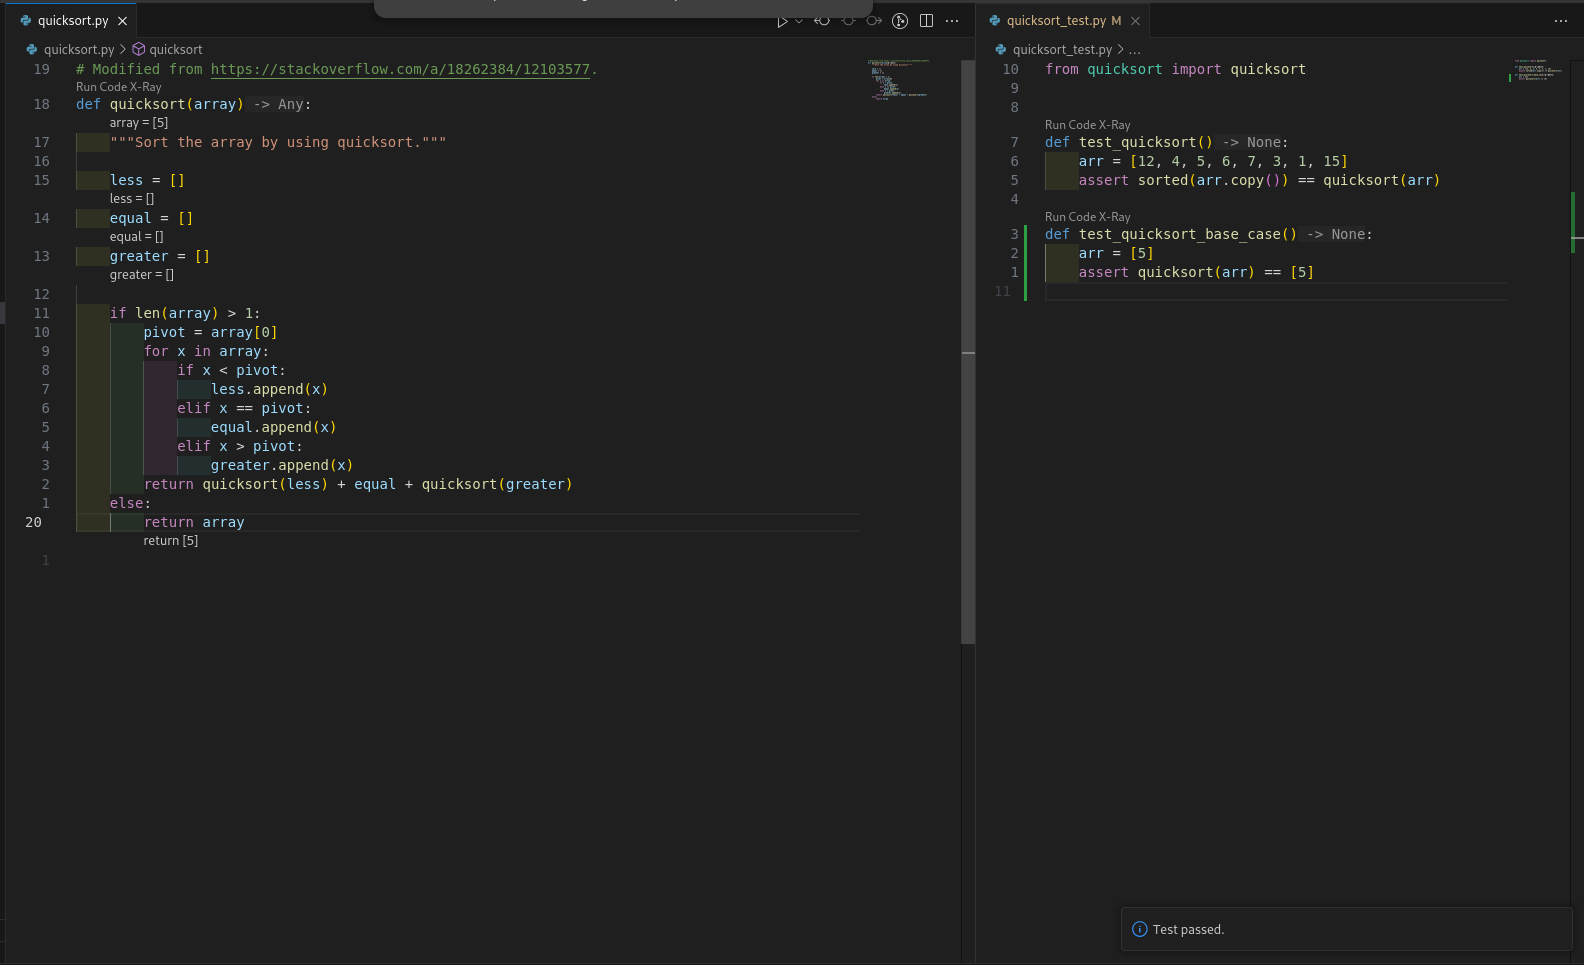 quicksort.py
quicksort.py > quicksort
19 # Modified from https://stackoverflow.com/a/18262384/12103577.
Run Code X-Ray
18 def quicksort(array) -> Any:
array = [5]
17 """Sort the array by using quicksort."""
16
15 less = []
less = []
14 equal = []
equal = []
13 greater = []
greater = []
12
11 if len(array) > 1:
10 pivot = array[0]
9 for x in array:
8 if x < pivot:
7 less.append(x)
6 elif x == pivot:
5 equal.append(x)
4 elif x > pivot:
3 greater.append(x)
2 return quicksort(less) + equal + quicksort(greater)
1 else:
20 return array
return [5]
1
quicksort_test.py M
quicksort_test.py > ...
10 from quicksort import quicksort
9
8
Run Code X-Ray
7 def test_quicksort() -> None:
6 arr = [12, 4, 5, 6, 7, 3, 1, 15]
5 assert sorted(arr.copy()) == quicksort(arr)
4
Run Code X-Ray
3 def test_quicksort_base_case() -> None:
2 arr = [5]
1 assert quicksort(arr) == [5]
11
Test passed.